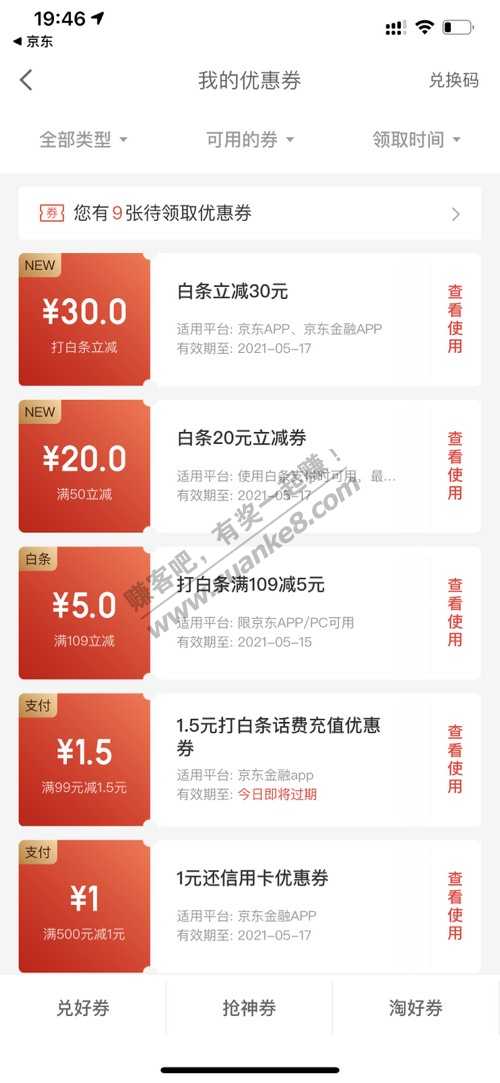 19:46
京东
我的优惠券
兑换码
全部类型
可用的券
领取时间
券 您有9张待领取优惠券
NEW
¥30.0
打白条立减
白条立减30元
适用平台: 京东APP、京东金融APP
有效期至: 2021-05-17
查看使用
NEW
¥20.0
满50立减
白条20元立减券
适用平台: 使用白条支付时可用、最...
有效期至: 2021-05-17
查看使用
白条
¥5.0
满109立减
打白条满109减5元
适用平台: 限京东APP/PC可用
有效期至: 2021-05-15
查看使用
支付
¥1.5
满99元减1.5元
1.5元打白条话费充值优惠
券
适用平台: 京东金融app
有效期至: 今日即将过期
查看使用
支付
¥1
满500元减1元
1元还信用卡优惠券
适用平台: 京东金融APP
有效期至: 2021-05-17
查看使用
兑好券
抢神券
淘好券
赚客吧，有奖一起赚！
www.zuanke8.com